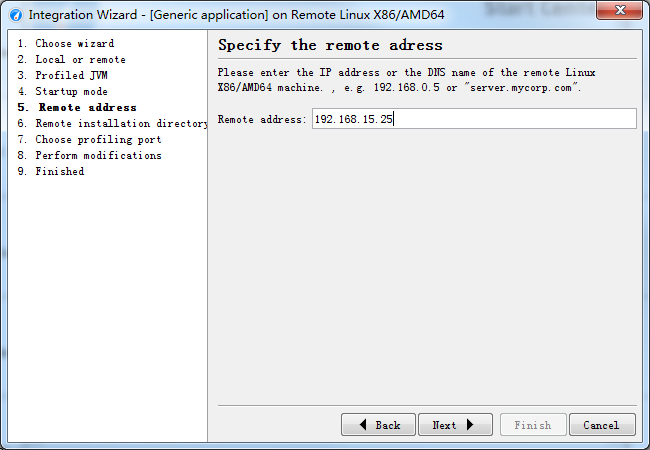 Start Center
Integration Wizard - [Generic application] on Remote Linux X86/AMD64
1. Choose wizard
2. Local or remote
3. Profiled JVM
4. Startup mode
5. Remote address
6. Remote installation directory
7. Choose profiling port
8. Perform modifications
9. Finished
Specify the remote adress
Please enter the IP address or the DNS name of the remote Linux
X86/AMD64 machine. , e.g. 192.168.0.5 or "server.mycorp.com".
Remote address: 192.168.15.25
Back Next Finish Cancel